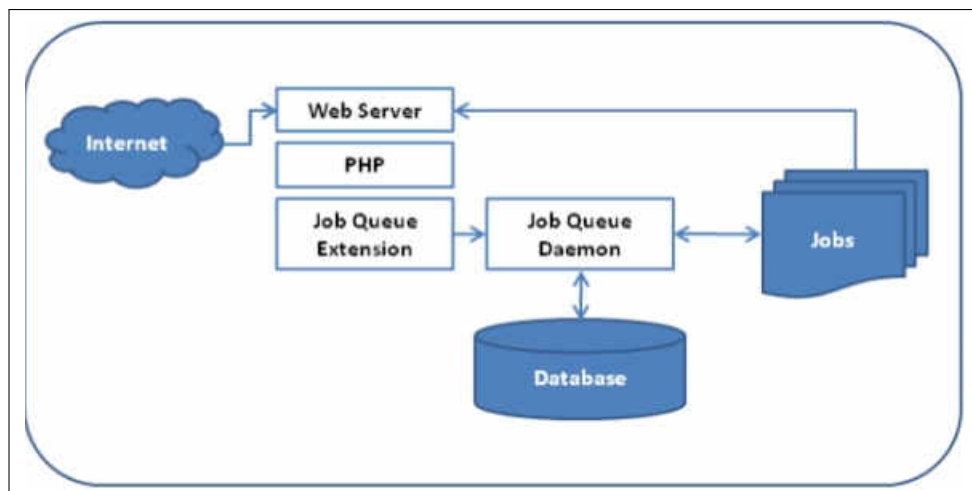 Internet
Web Server
PHP
Job Queue
Extension
Job Queue
Daemon
Jobs
Database